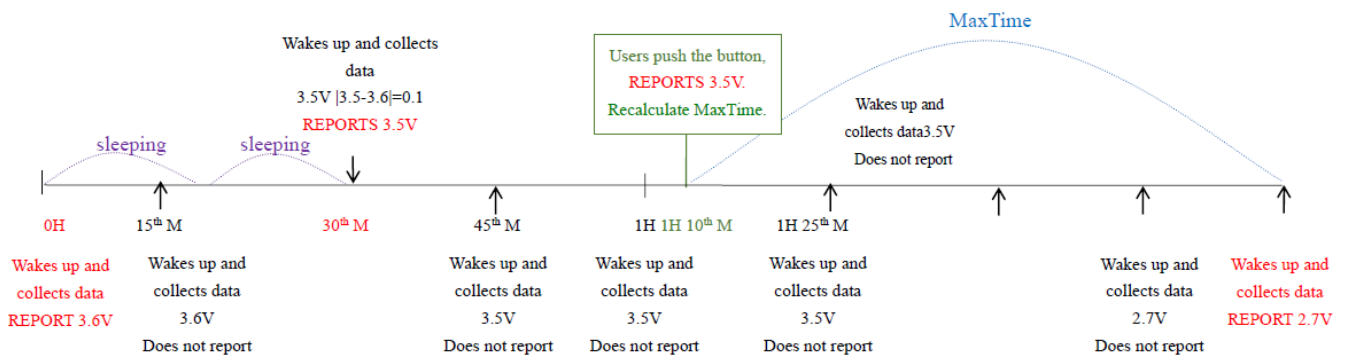 MaxTime
Wakes up and collects
data
3.5V |3.5-3.6|=0.1
REPORTS 3.5V
Users push the button,
REPORTS 3.5V.
Recalculate MaxTime.
Wakes up and
collects data3.5V
Does not report
sleeping
sleeping
0H
15th M
30th M
45th M
1H
1H 10th M
1H 25th M
Wakes up and
collects data
REPORT 3.6V
Wakes up and
collects data
3.6V
Does not report
Wakes up and
collects data
3.5V
Does not report
Wakes up and
collects data
3.5V
Does not report
Wakes up and
collects data
3.5V
Does not report
Wakes up and
collects data
2.7V
Does not report
Wakes up and
collects data
REPORT 2.7V